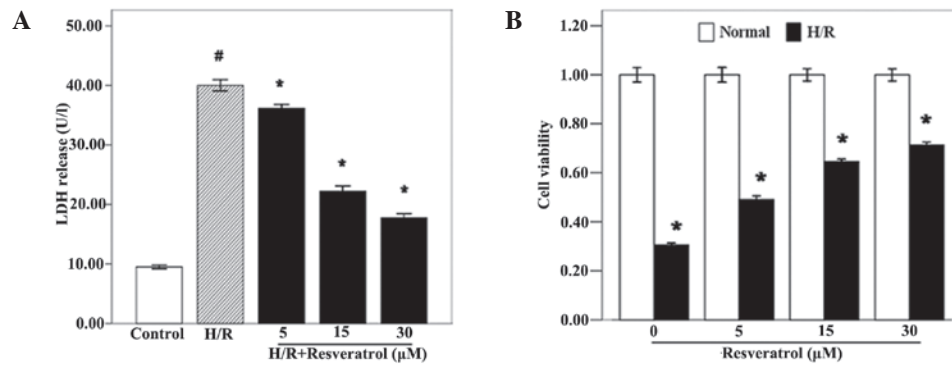 A
LDH release (U/l)
50.00
40.00
30.00
20.00
10.00
0.00
#
*
*
*
Control H/R 5 15 30
H/R+Resveratrol (μM)
B
Normal H/R
Cell viability
1.00
0.80
0.60
0.40
0.20
0.00
*
*
*
*
0 5 15 30
Resveratrol (μM)